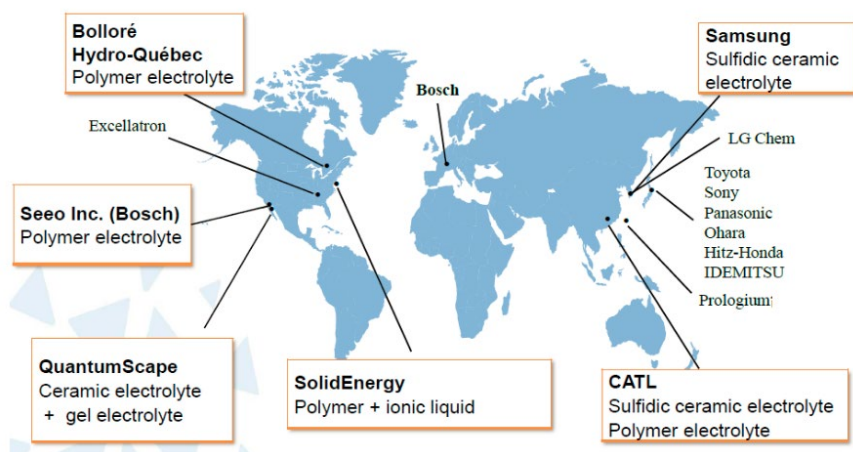 Bolloré
Hydro-Québec
Polymer electrolyte
Excellatron
Seeo Inc. (Bosch)
Polymer electrolyte
QuantumScape
Ceramic electrolyte
+ gel electrolyte
SolidEnergy
Polymer + ionic liquid
Bosch
Samsung
Sulfidic ceramic
electrolyte
LG Chem
Toyota
Sony
Panasonic
Ohara
Hitz-Honda
IDEMITSU
Prologium
CATL
Sulfidic ceramic electrolyte
Polymer electrolyte